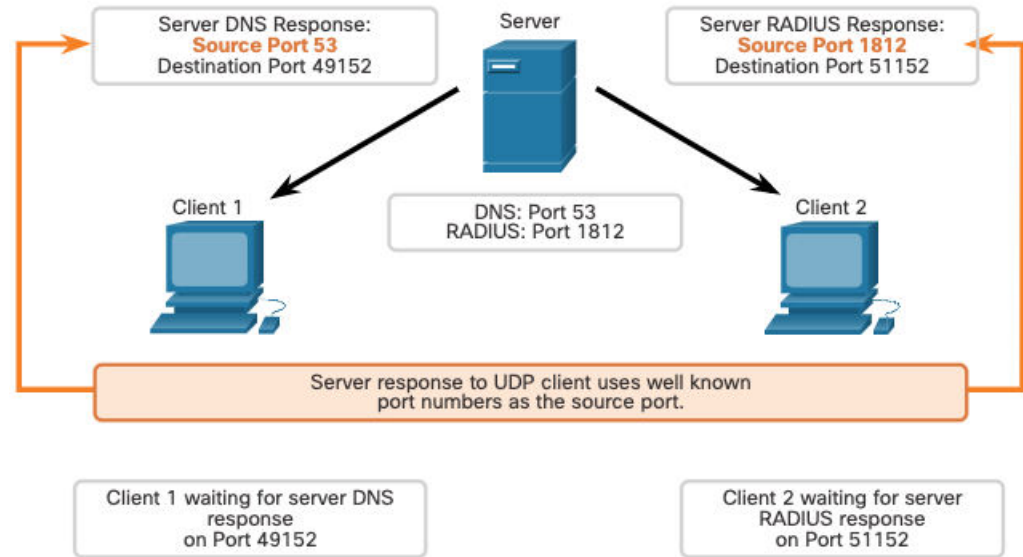 Server DNS Response:
Source Port 53
Destination Port 49152
Server
Server RADIUS Response:
Source Port 1812
Destination Port 51152
Client 1
DNS: Port 53
RADIUS: Port 1812
Client 2
Server response to UDP client uses well known
port numbers as the source port.
Client 1 waiting for server DNS
response
on Port 49152
Client 2 waiting for server
RADIUS response
on Port 51152